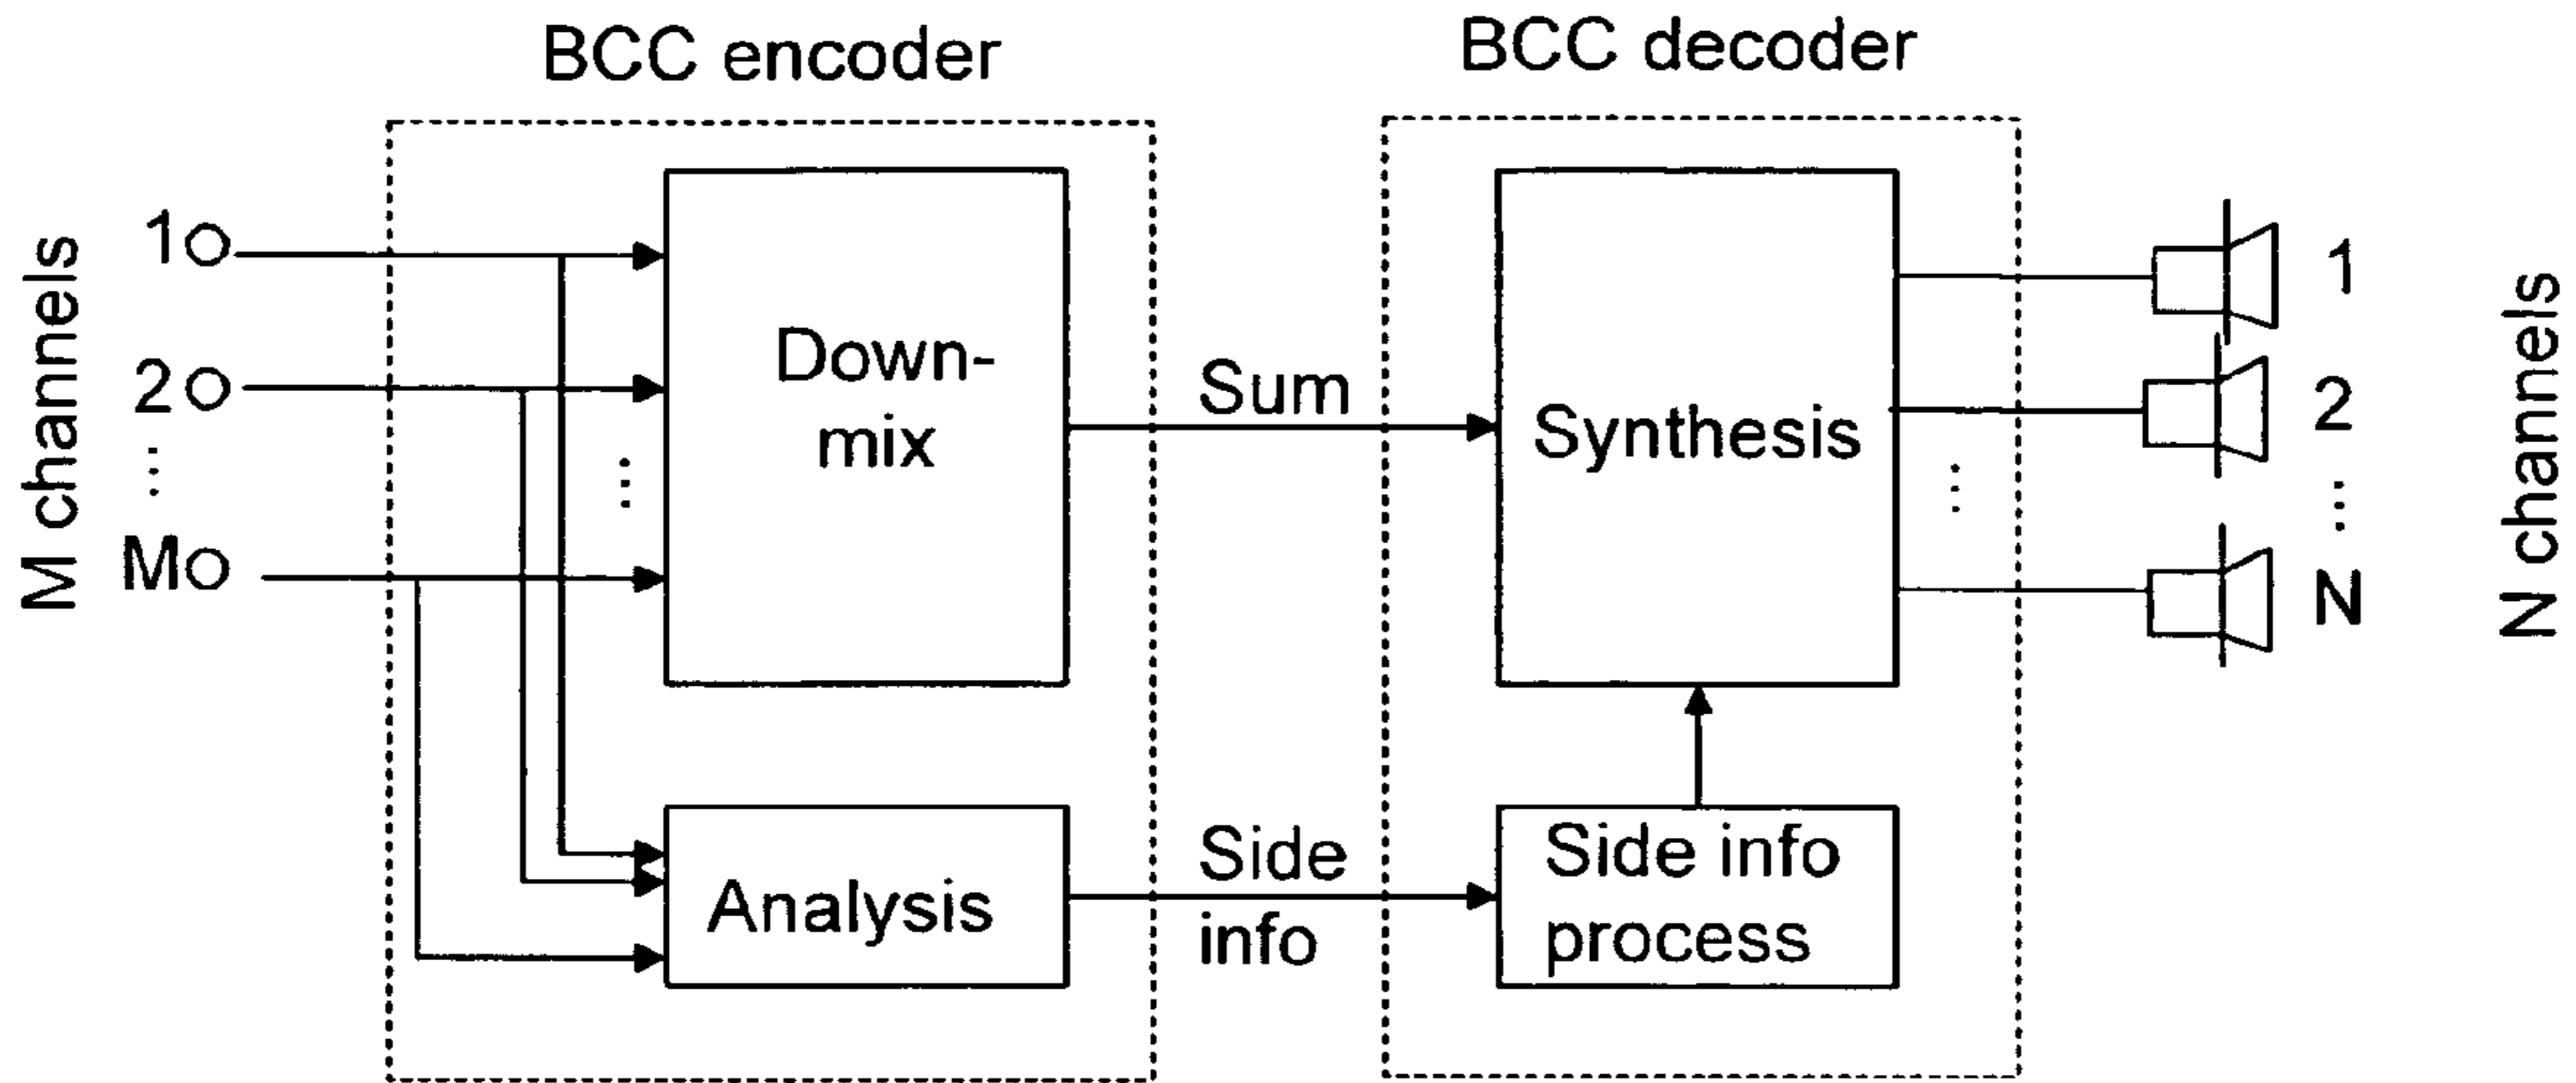 BCC encoder
BCC decoder
M channels
1
2
...
M
Down-
mix
...
Analysis
Sum
Side
info
Synthesis
...
Side info
process
1
2
...
N
N channels